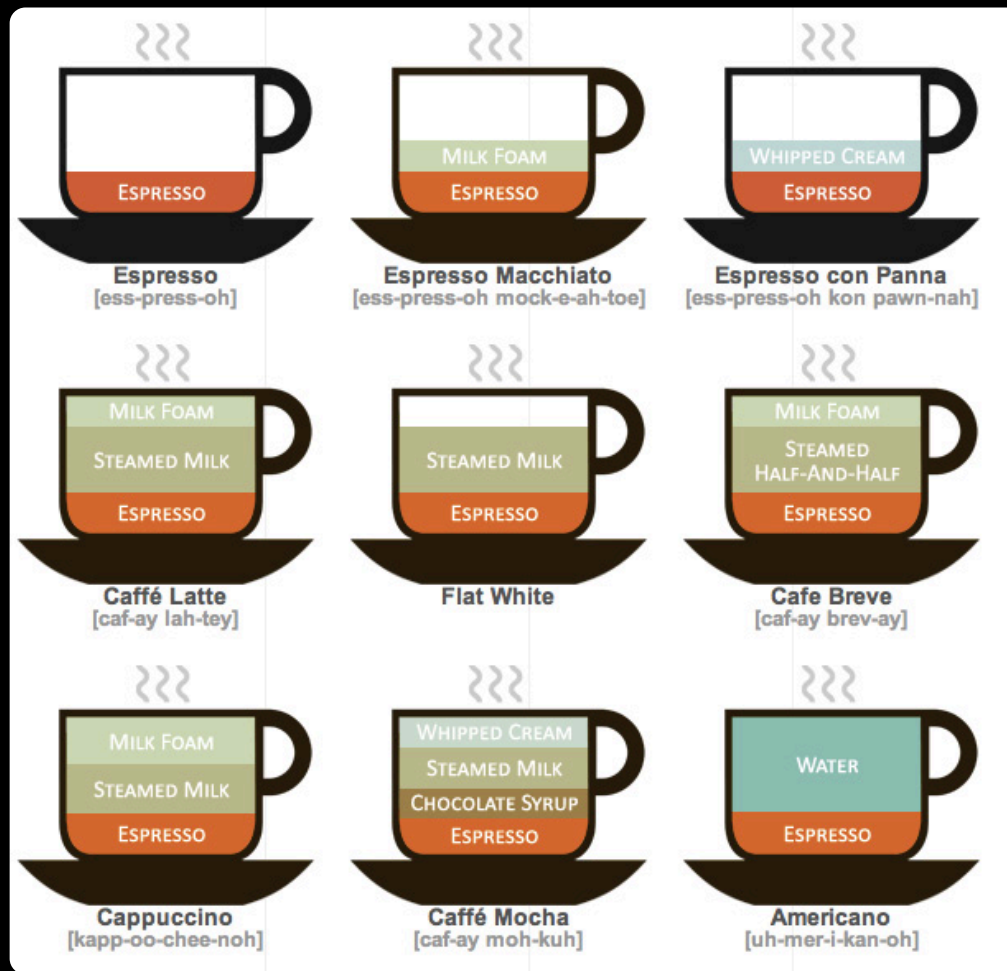 ESPRESSO
Espresso
[ess-press-oh]
MILK FOAM
ESPRESSO
Espresso Macchiato
[ess-press-oh mock-e-ah-toe]
WHIPPED CREAM
ESPRESSO
Espresso con Panna
[ess-press-oh kon pawn-nah]
MILK FOAM
STEAMED MILK
ESPRESSO
Caffé Latte
[caf-ay lah-tey]
STEAMED MILK
ESPRESSO
Flat White
MILK FOAM
STEAMED
HALF-AND-HALF
ESPRESSO
Cafe Breve
[caf-ay brev-ay]
MILK FOAM
STEAMED MILK
ESPRESSO
Cappuccino
[kapp-oo-chee-noh]
WHIPPED CREAM
STEAMED MILK
CHOCOLATE SYRUP
ESPRESSO
Caffé Mocha
[caf-ay moh-kuh]
WATER
ESPRESSO
Americano
[uh-mer-i-kan-oh]